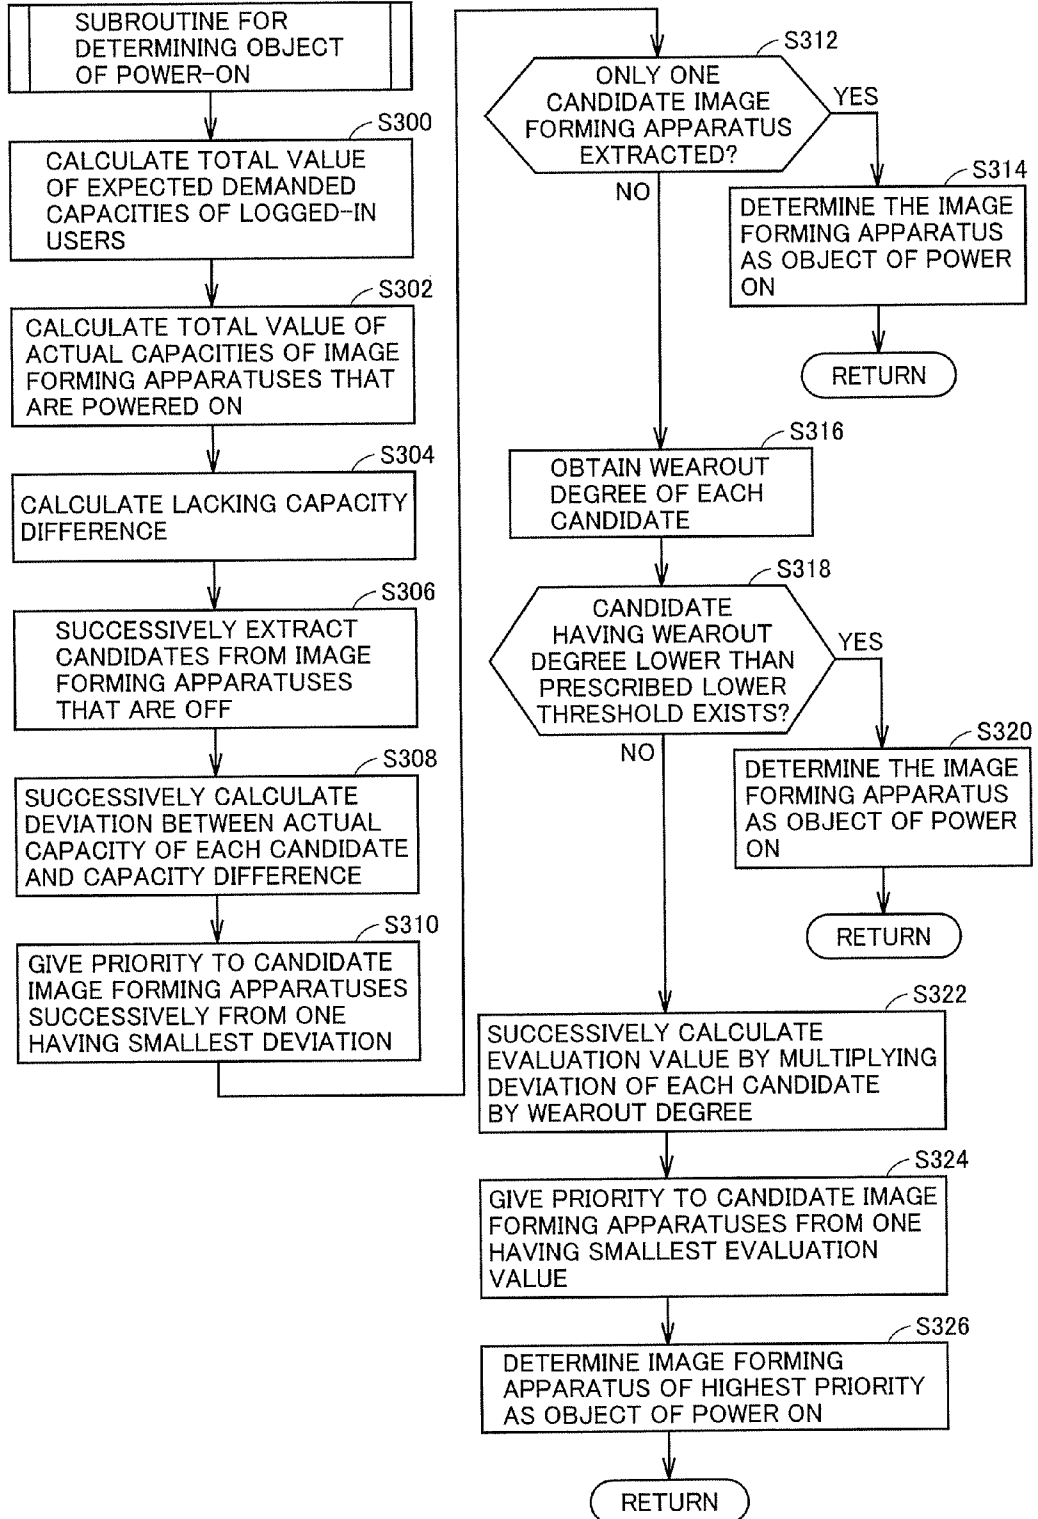 SUBROUTINE FOR
DETERMINING OBJECT
OF POWER-ON
S300
CALCULATE TOTAL VALUE
OF EXPECTED DEMANDED
CAPACITIES OF LOGGED-IN
USERS
S302
CALCULATE TOTAL VALUE OF
ACTUAL CAPACITIES OF IMAGE
FORMING APPARATUSES THAT
ARE POWERED ON
S304
CALCULATE LACKING CAPACITY
DIFFERENCE
S306
SUCCESSIVELY EXTRACT
CANDIDATES FROM IMAGE
FORMING APPARATUSES
THAT ARE OFF
S308
SUCCESSIVELY CALCULATE
DEVIATION BETWEEN ACTUAL
CAPACITY OF EACH CANDIDATE
AND CAPACITY DIFFERENCE
S310
GIVE PRIORITY TO CANDIDATE
IMAGE FORMING APPARATUSES
SUCCESSIVELY FROM ONE
HAVING SMALLEST DEVIATION
S312
ONLY ONE
CANDIDATE IMAGE
FORMING APPARATUS
EXTRACTED?
YES
NO
S314
DETERMINE THE IMAGE
FORMING APPARATUS
AS OBJECT OF POWER
ON
RETURN
S316
OBTAIN WEAROUT
DEGREE OF EACH
CANDIDATE
S318
CANDIDATE
HAVING WEAROUT
DEGREE LOWER THAN
PRESCRIBED LOWER
THRESHOLD EXISTS?
YES
NO
S320
DETERMINE THE IMAGE
FORMING APPARATUS
AS OBJECT OF POWER
ON
RETURN
S322
SUCCESSIVELY CALCULATE
EVALUATION VALUE BY MULTIPLYING
DEVIATION OF EACH CANDIDATE
BY WEAROUT DEGREE
S324
GIVE PRIORITY TO CANDIDATE IMAGE
FORMING APPARATUSES FROM ONE
HAVING SMALLEST EVALUATION
VALUE
S326
DETERMINE IMAGE FORMING
APPARATUS OF HIGHEST PRIORITY
AS OBJECT OF POWER ON
RETURN